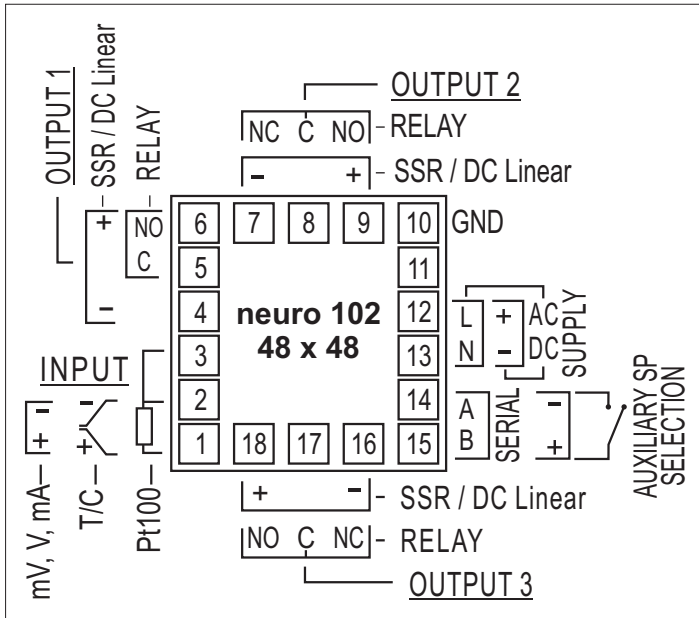 OUTPUT 1
SSR / DC Linear
RELAY
+
−
NO
C
OUTPUT 2
NC C NO
RELAY
− +
SSR / DC Linear
6 7 8 9 10 GND
5 11
4 12
3 13
2 14
1 18 17 16 15
neuro 102
48 x 48
L
N
+
−
AC
DC
SUPPLY
A
B
SERIAL
−
+
AUXILIARY SP
SELECTION
INPUT
−
+
mV, V, mA
−
+
T/C
Pt100
+ −
SSR / DC Linear
NO C NC
RELAY
OUTPUT 3